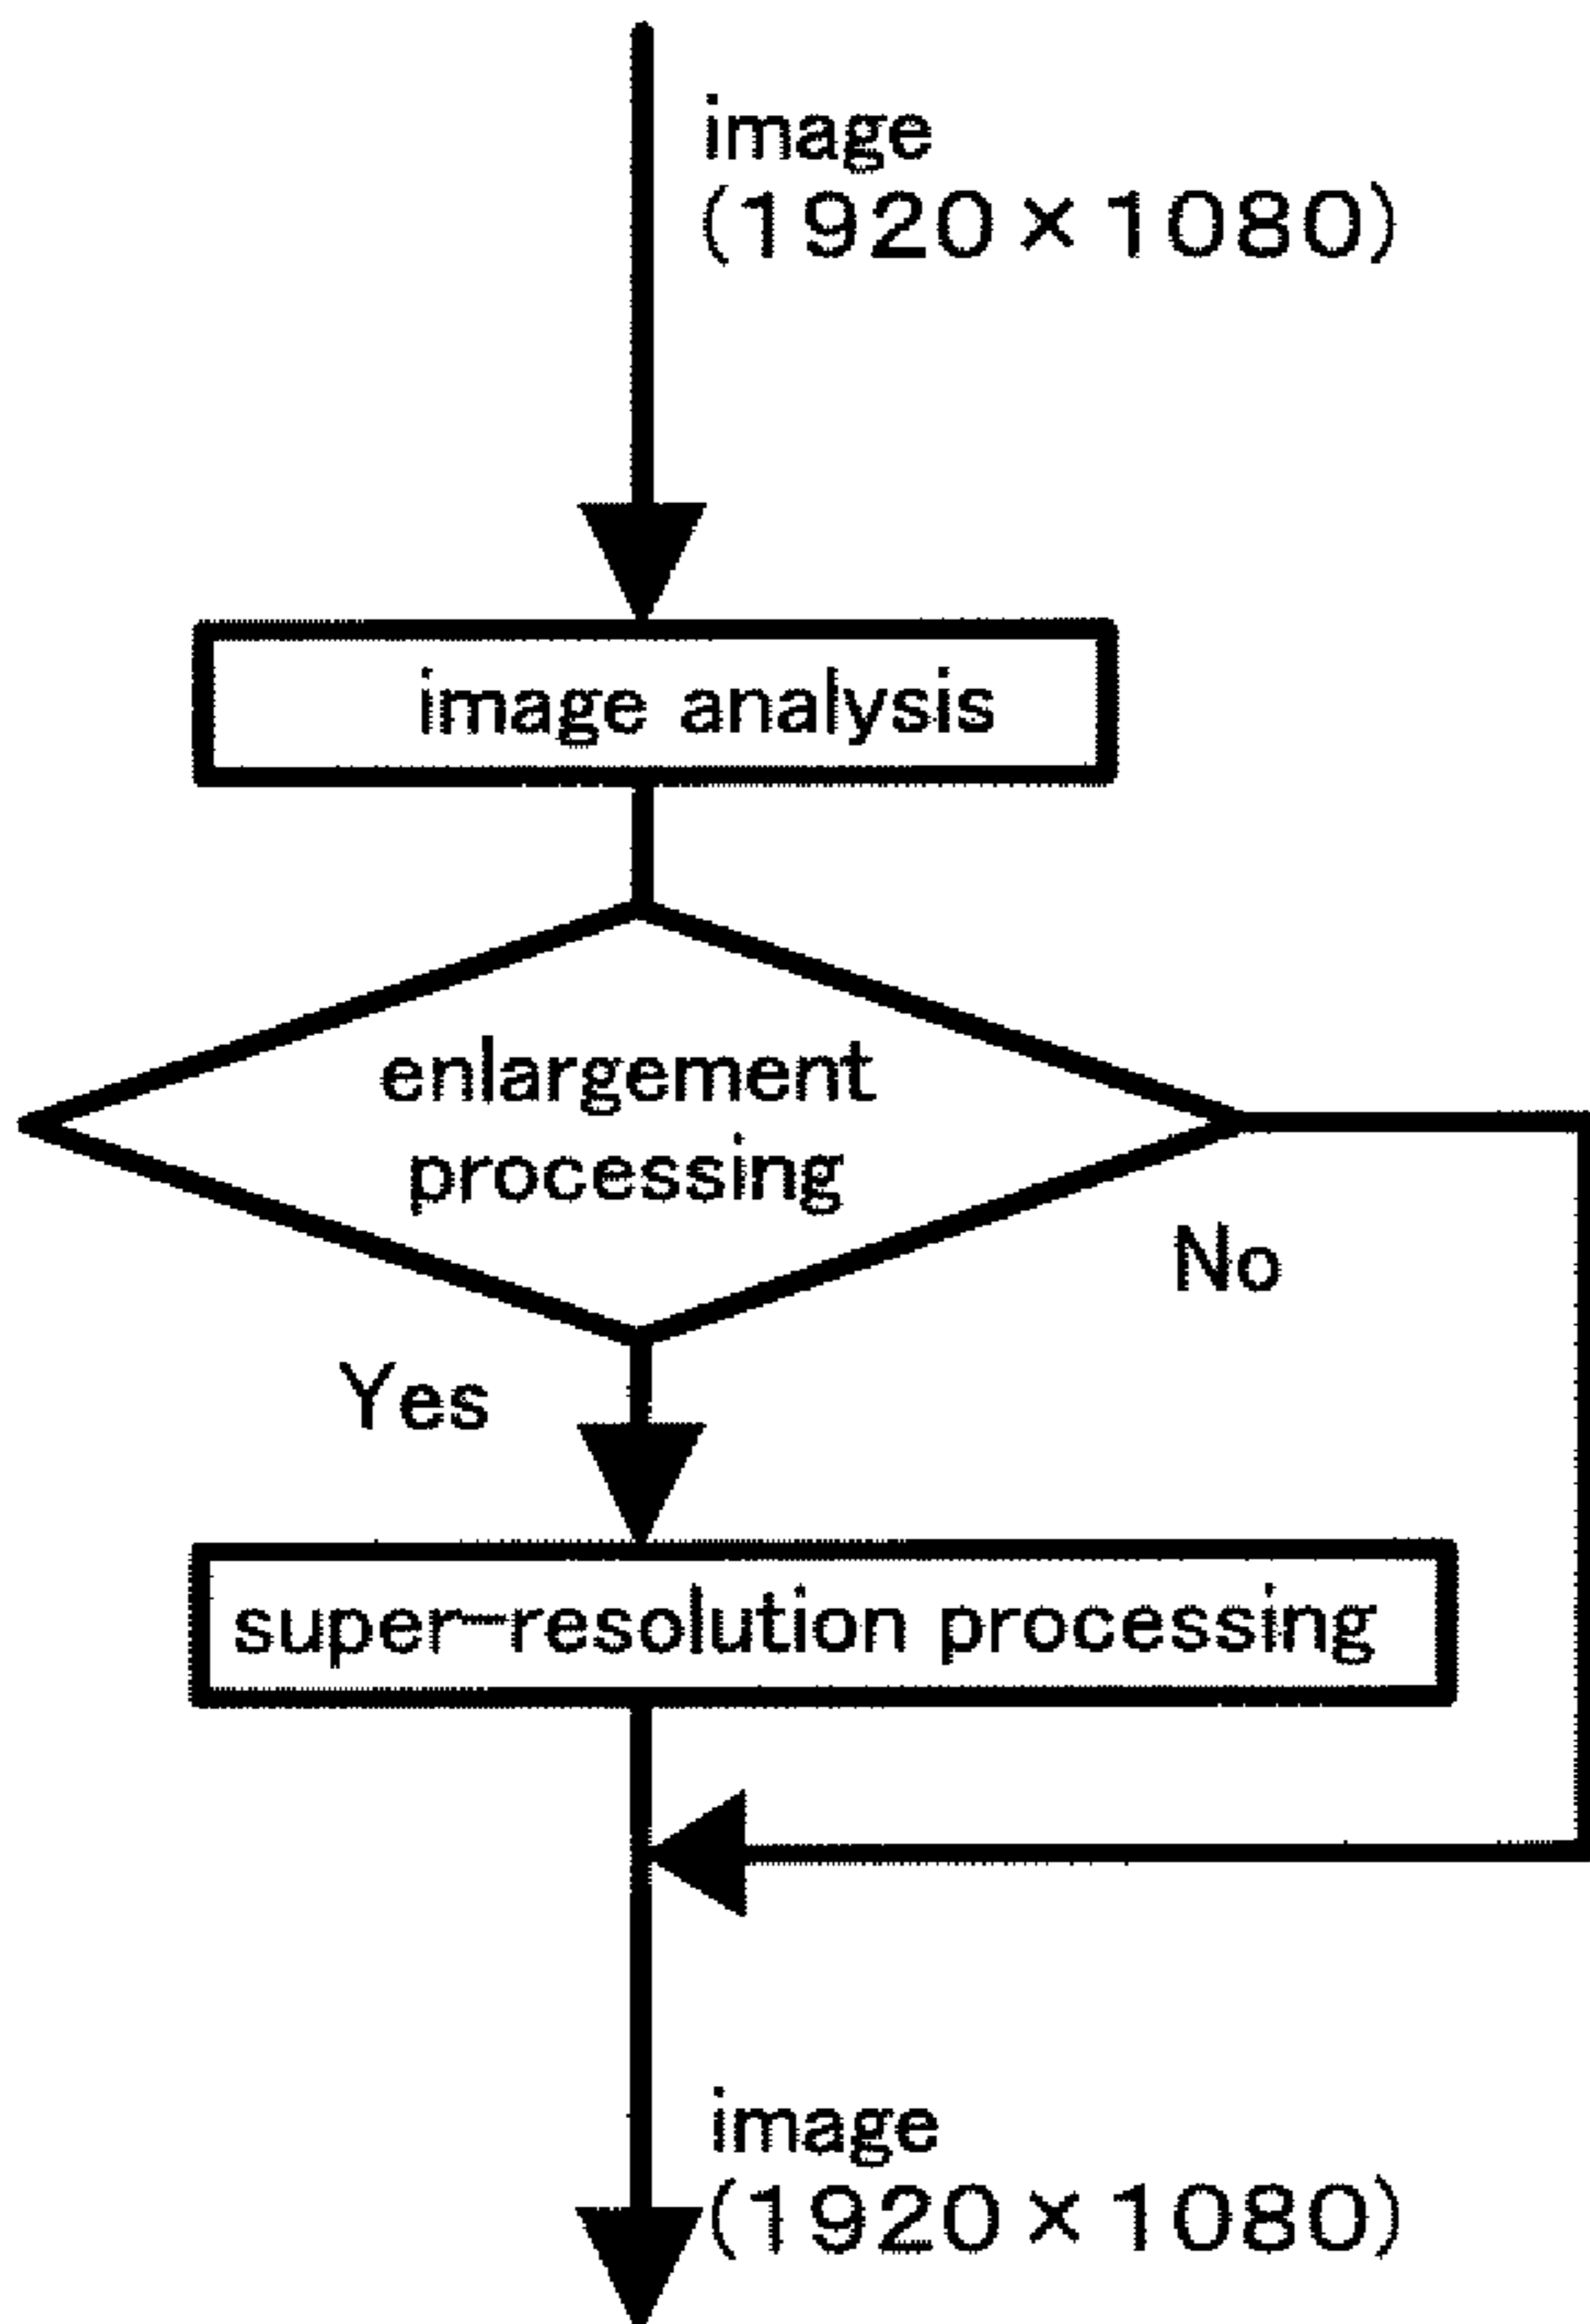 image
(1920×1080)
image analysis
enlargement
processing
No
Yes
super-resolution processing
image
(1920×1080)